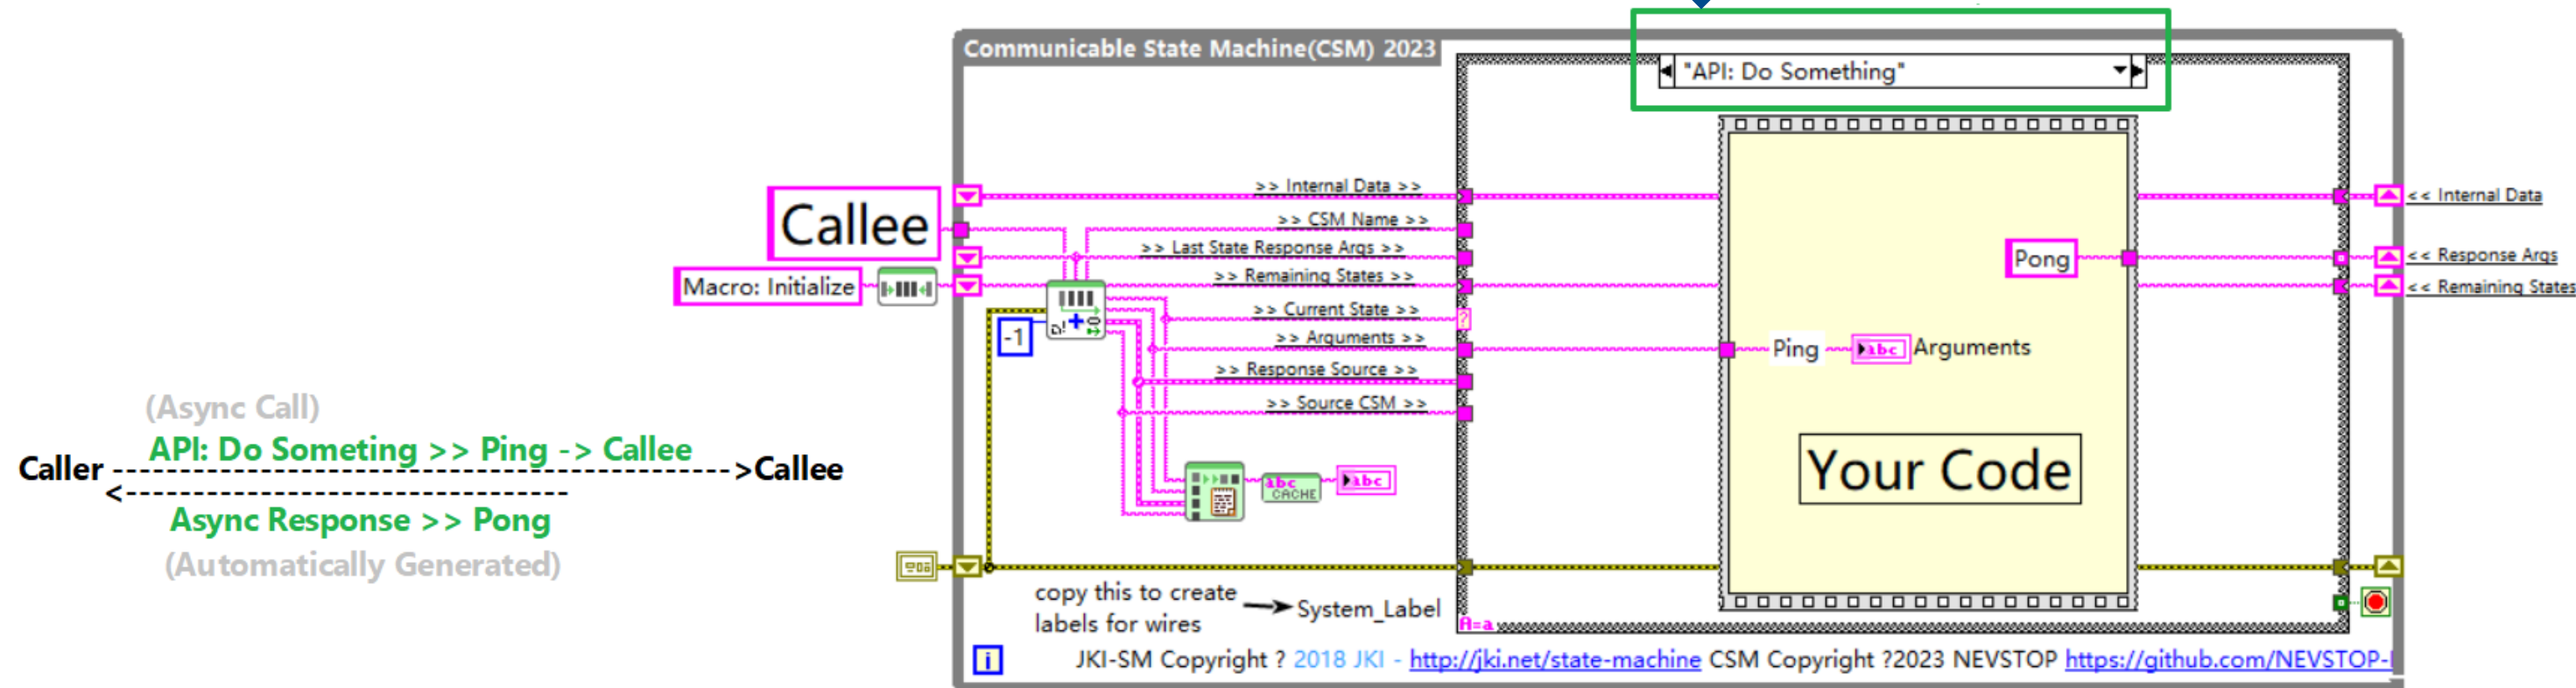 Communicable State Machine(CSM) 2023
"API: Do Something"
>> Internal Data >>
<< Internal Data
Callee
>> CSM Name >>
>> Last State Response Args >>
Pong
<< Response Args
Macro: Initialize
>> Remaining States >>
<< Remaining States
>> Current State >>
?
-1
>> Arguments >>
Ping
abc
Arguments
>> Response Source >>
>> Source CSM >>
(Async Call)
API: Do Someting >> Ping -> Callee
Caller ---------------------------------------------->Callee
<---------------------------------
Async Response >> Pong
(Automatically Generated)
abc
CACHE
abc
Your Code
copy this to create
labels for wires
System_Label
A=a
i
JKI-SM Copyright ? 2018 JKI - http://jki.net/state-machine CSM Copyright ?2023 NEVSTOP https://github.com/NEVSTOP-